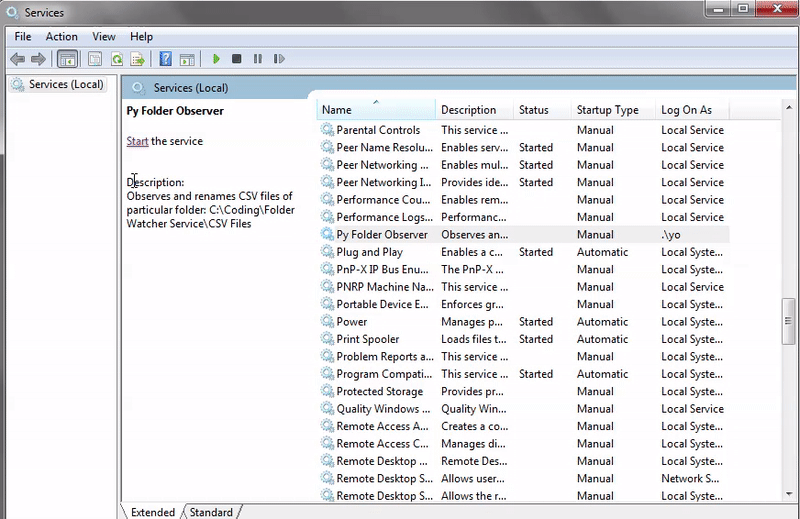 Services
File Action View Help
Services (Local)
Services (Local)
Py Folder Observer
Start the service
Description:
Observes and renames CSV files of
particular folder: C:\Coding\Folder
Watcher Service\CSV Files
Name Description Status Startup Type Log On As
Parental Controls This service ... Manual Local Service
Peer Name Resolu... Enables serv... Started Manual Local Service
Peer Networking ... Enables mul... Started Manual Local Service
Peer Networking I... Provides ide... Started Manual Local Service
Performance Cou... Enables rem... Manual Local Service
Performance Logs... Performanc... Manual Local Service
Py Folder Observer Observes an... Manual .\yo
Plug and Play Enables a c... Started Automatic Local Syste...
PnP-X IP Bus Enu... The PnP-X ... Manual Local Syste...
PNRP Machine Na... This service ... Manual Local Service
Portable Device E... Enforces gr... Manual Local Syste...
Power Manages p... Started Automatic Local Syste...
Print Spooler Loads files t... Started Automatic Local Syste...
Problem Reports a... This service ... Manual Local Syste...
Program Compati... This service ... Started Automatic Local Syste...
Protected Storage Provides pr... Manual Local Syste...
Quality Windows ... Quality Win... Manual Local Service
Remote Access A... Creates a co... Manual Local Syste...
Remote Access C... Manages di... Manual Local Syste...
Remote Desktop ... Remote Des... Manual Local Syste...
Remote Desktop S... Allows user... Manual Network S...
Remote Desktop S... Allows the r... Manual Local Syste...
Extended Standard